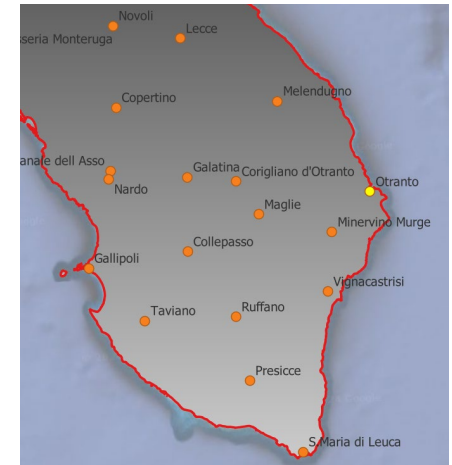 Novoli
Lecce
sseria Monteruga
Copertino
Melendugno
anale dell Asso
Galatina
Corigliano d'Otranto
Otranto
Nardo
Maglie
Minervino Murge
Collepasso
Gallipoli
Vignacastrisi
Taviano
Ruffano
Presicce
S.Maria di Leuca